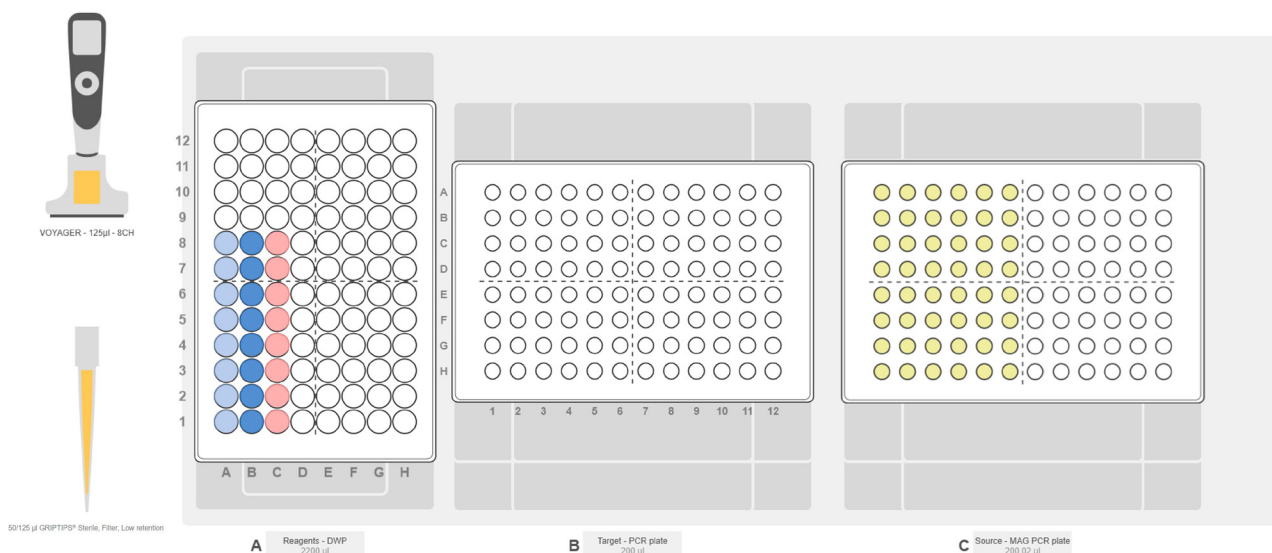 12
11
10
9
8
7
6
5
4
3
2
1
A B C D E F G H
A
B
C
D
E
F
G
H
1 2 3 4 5 6 7 8 9 10 11 12
VOYAGER - 125µl - 8CH
50/125 µl GRIPTIPS® Sterile, Filter, Low retention
A Reagents - DWP
2200 µl
B Target - PCR plate
200 µl
C Source - MAG PCR plate
200.02 µl